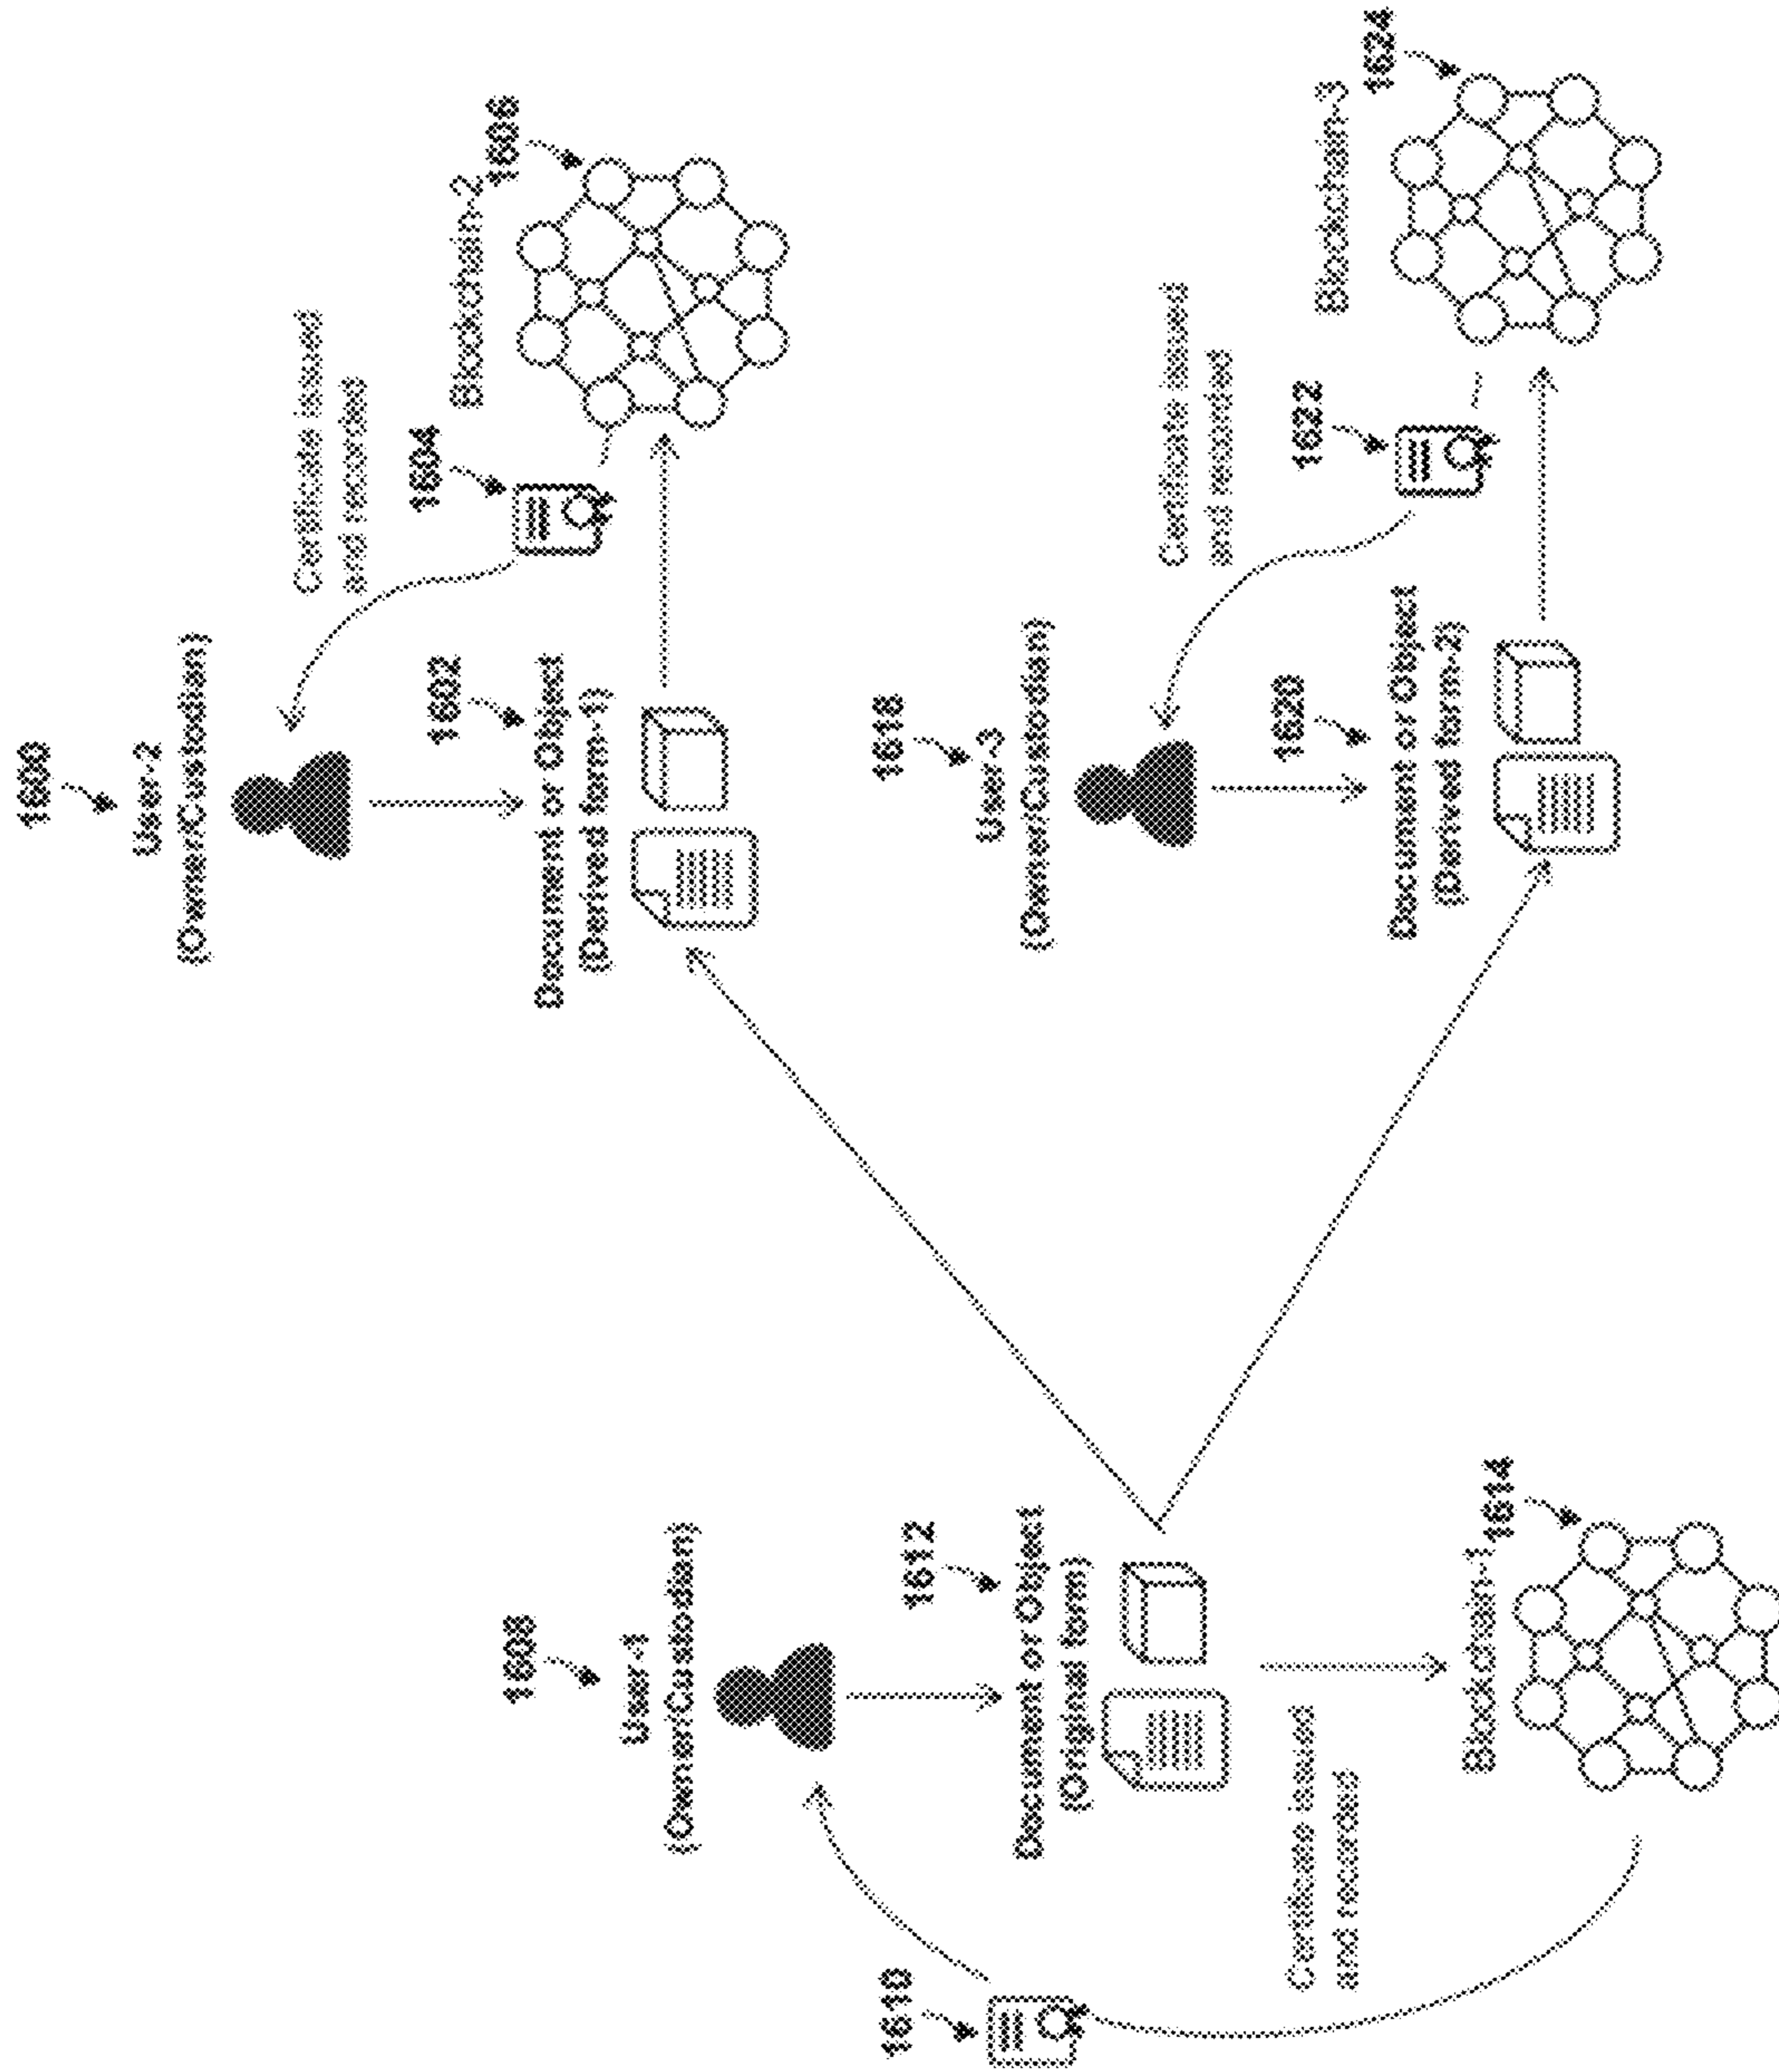 1600
User-2
(Owner/Custodian)
Certificate issued
and recorded
1602
Document or Object
(Derived form-1)
1604
Blockchain-2
1606
1608
User-1
(Owner/Custodian)
1610
1612
Document or Object
(Original form)
Certificate issued
and recorded
Blockchain-1
1614
1618
User-3
(Owner/Custodian)
Certificate issued
and recorded
1620
Document or Object
(Derived form-2)
1622
Blockchain-3
1624